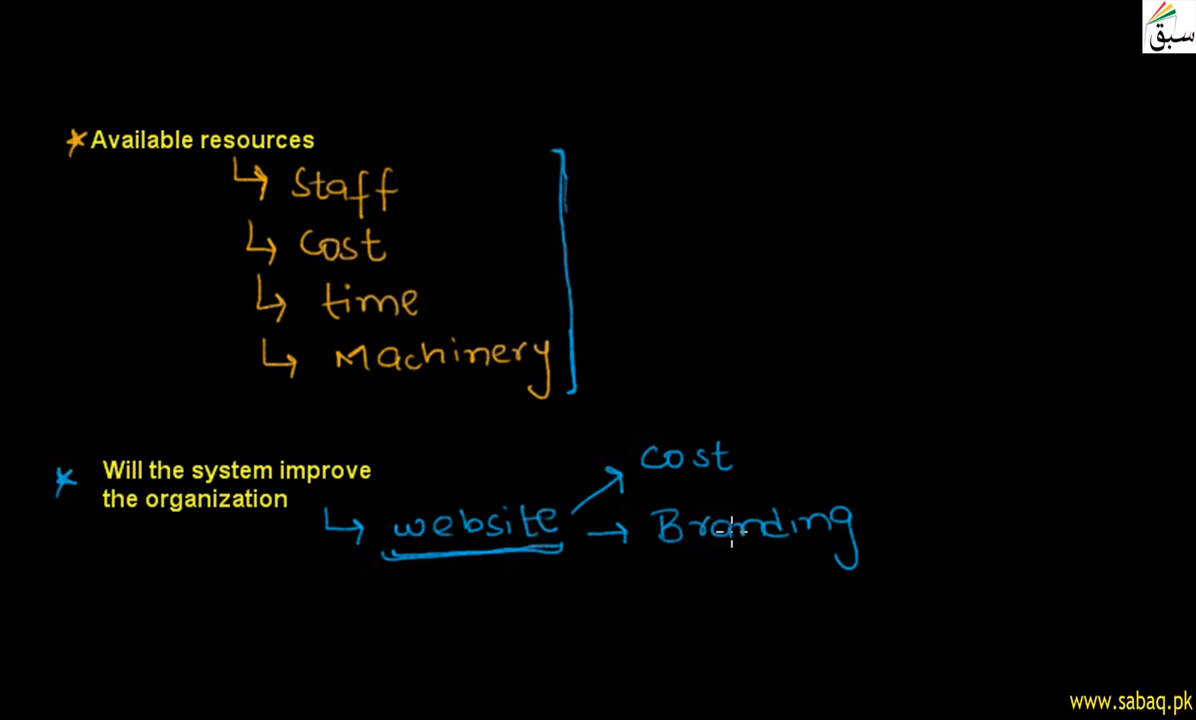 سبق
Available resources
Staff
Cost
time
Machinery
Will the system improve
the organization
website
Cost
Branding
www.sabaq.pk